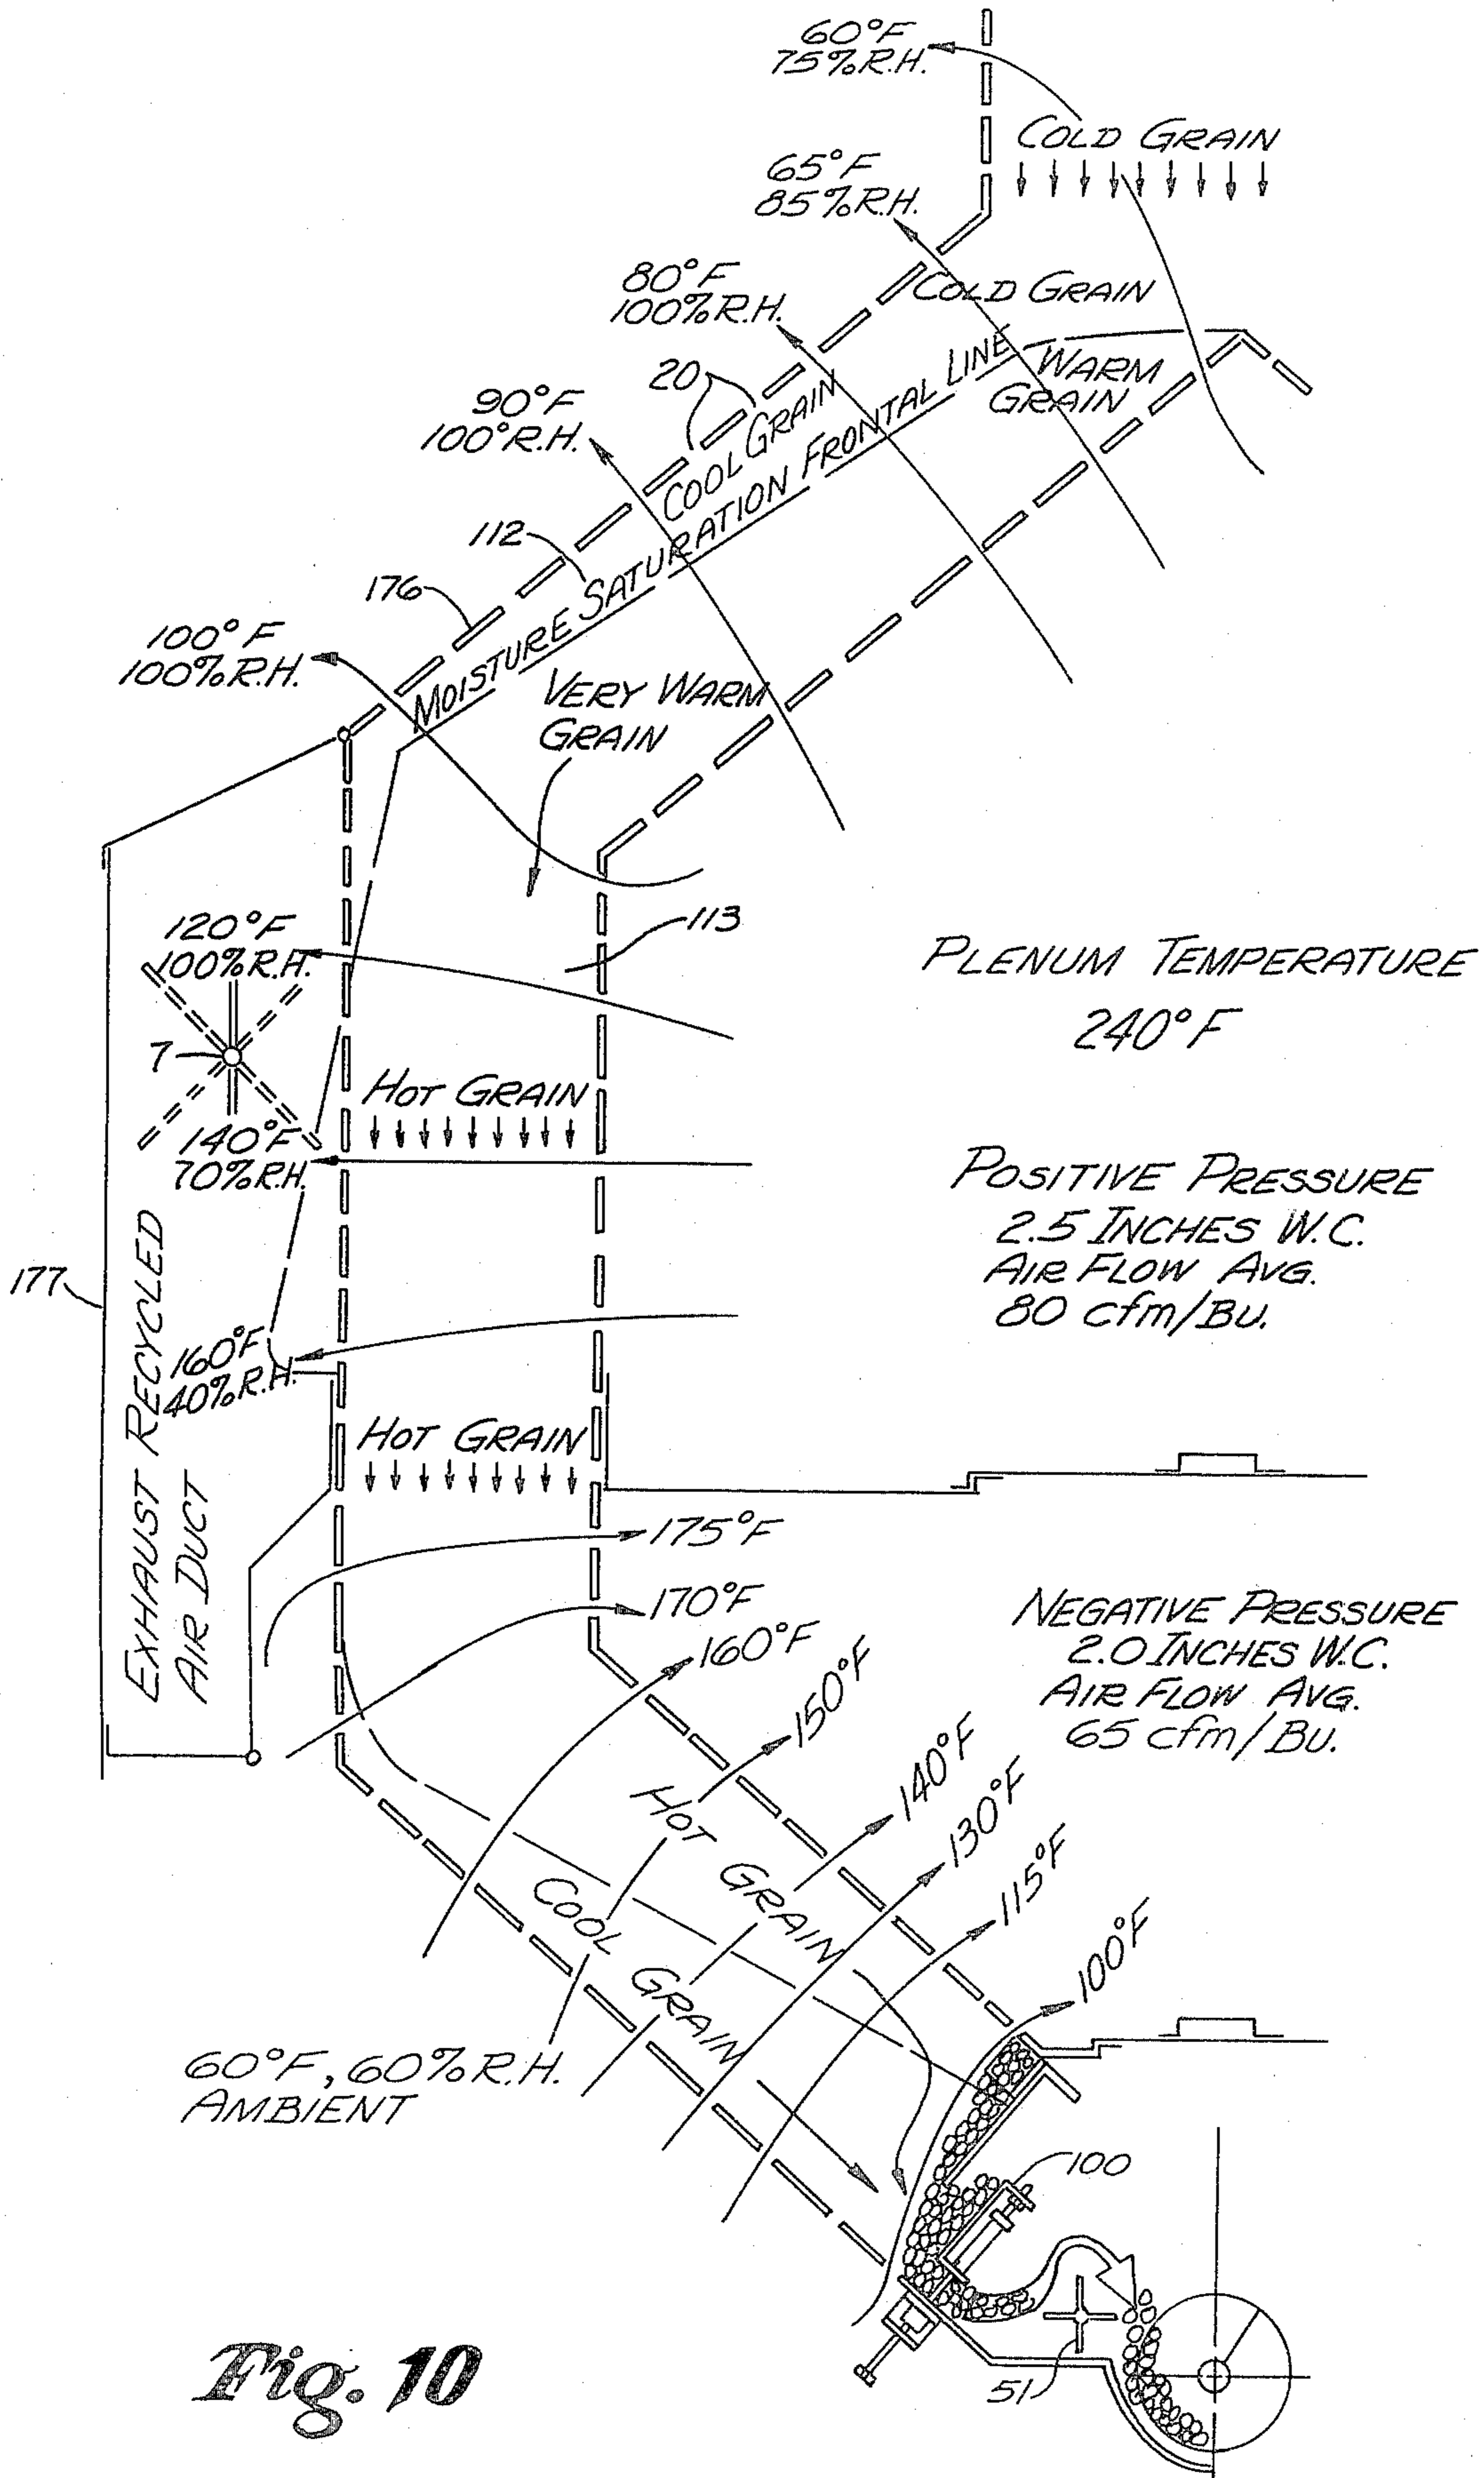 60°F
75% R.H.
COLD GRAIN
65°F
85% R.H.
COLD GRAIN
80°F
100% R.H.
WARM
GRAIN
20
COOL GRAIN
90°F
100° R.H.
MOISTURE SATURATION FRONTAL LINE
112
176
100°F
100% R.H.
VERY WARM
GRAIN
113
120°F
100% R.H.
PLENUM TEMPERATURE
240°F
7
HOT GRAIN
140°F
70% R.H.
POSITIVE PRESSURE
2.5 INCHES W.C.
AIR FLOW AVG.
80 cfm/BU.
177
EXHAUST RECYCLED
AIR DUCT
160°F
40% R.H.
HOT GRAIN
175°F
170°F
160°F
150°F
140°F
130°F
115°F
100°F
NEGATIVE PRESSURE
2.0 INCHES W.C.
AIR FLOW AVG.
65 cfm/BU.
HOT GRAIN
COOL GRAIN
60°F, 60% R.H.
AMBIENT
100
51
Fig. 10